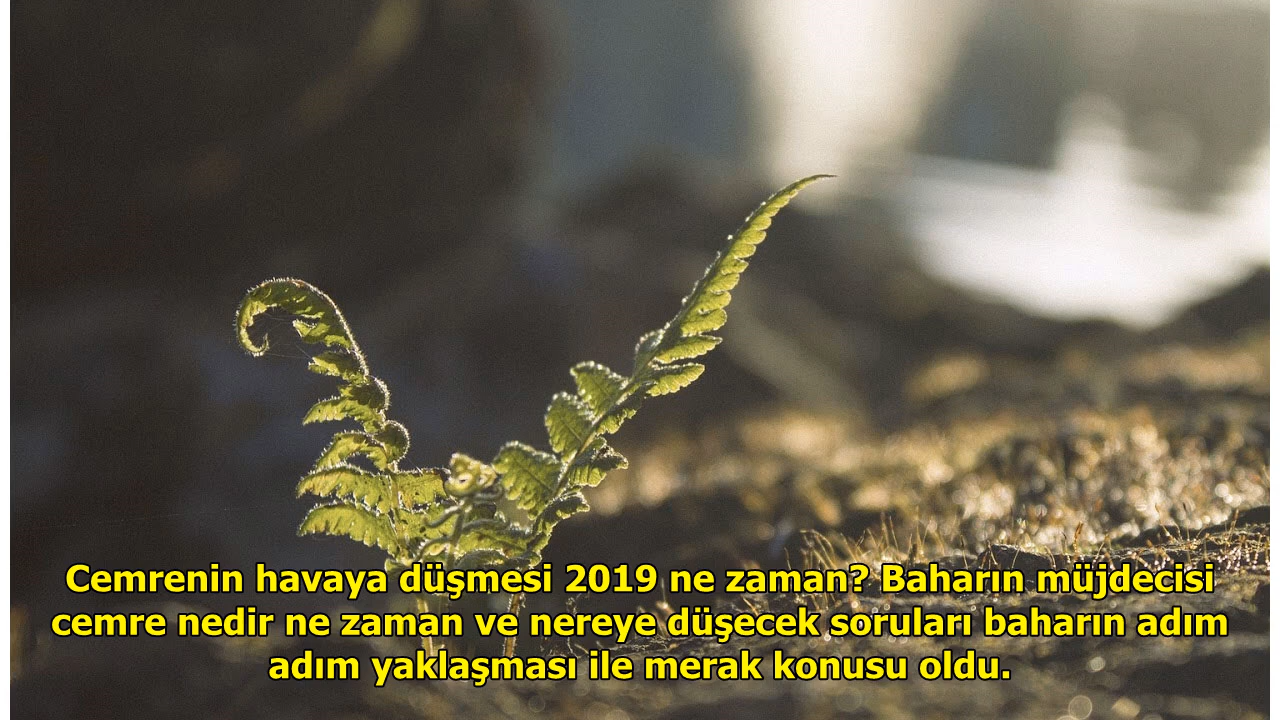 Cemrenin havaya düşmesi 2019 ne zaman? Baharın müjdecisi
cemre nedir ne zaman ve nereye düşecek soruları baharın adım
adım yaklaşması ile merak konusu oldu.